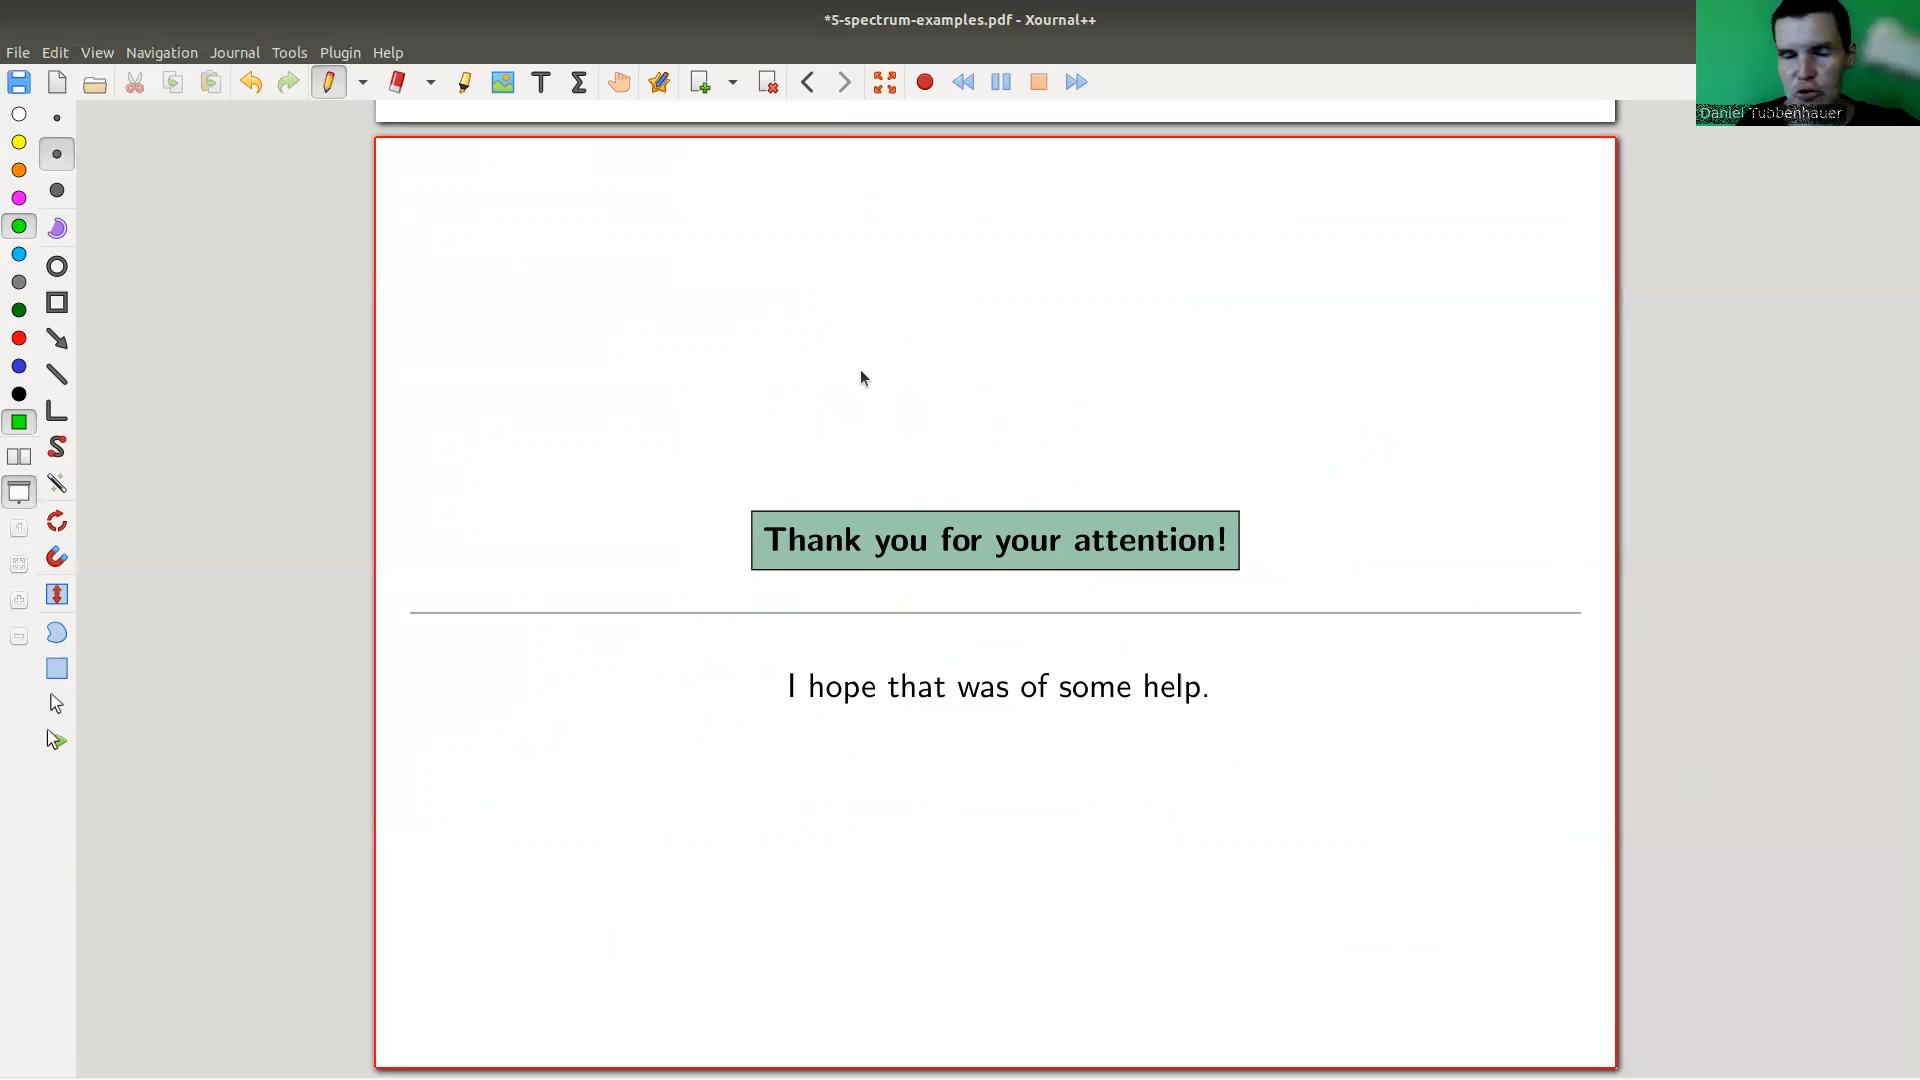 *5-spectrum-examples.pdf - Xournal++
File Edit View Navigation Journal Tools Plugin Help
Daniel Tubbenhauer
Thank you for your attention!
I hope that was of some help.